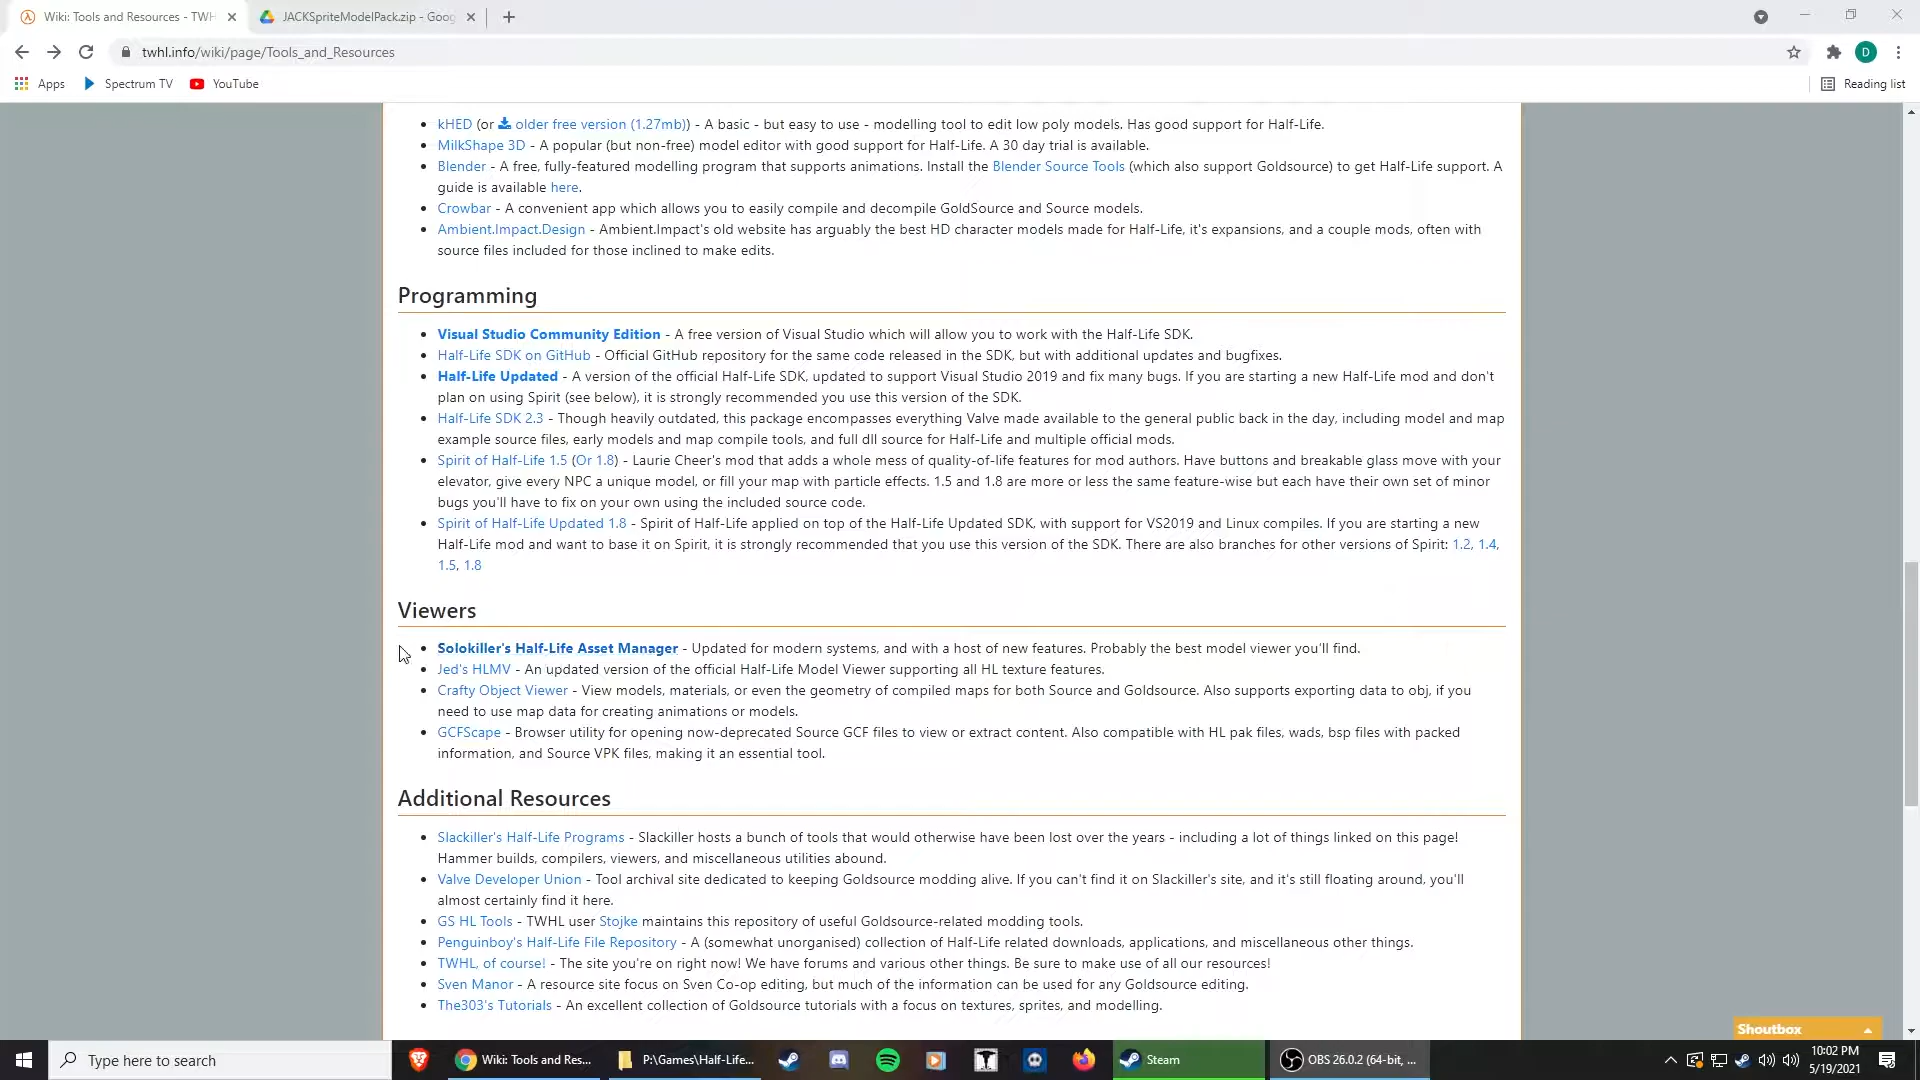 Wiki: Tools and Resources - TWH
JACKSpriteModelPack.zip - Goog
twhl.info/wiki/page/Tools_and_Resources
D
Apps
Spectrum TV
YouTube
Reading list
kHED (or older free version (1.27mb)) - A basic - but easy to use - modelling tool to edit low poly models. Has good support for Half-Life.
MilkShape 3D - A popular (but non-free) model editor with good support for Half-Life. A 30 day trial is available.
Blender - A free, fully-featured modelling program that supports animations. Install the Blender Source Tools (which also support Goldsource) to get Half-Life support. A
guide is available here.
Crowbar - A convenient app which allows you to easily compile and decompile GoldSource and Source models.
Ambient.Impact.Design - Ambient.Impact's old website has arguably the best HD character models made for Half-Life, it's expansions, and a couple mods, often with
source files included for those inclined to make edits.
Programming
Visual Studio Community Edition - A free version of Visual Studio which will allow you to work with the Half-Life SDK.
Half-Life SDK on GitHub - Official GitHub repository for the same code released in the SDK, but with additional updates and bugfixes.
Half-Life Updated - A version of the official Half-Life SDK, updated to support Visual Studio 2019 and fix many bugs. If you are starting a new Half-Life mod and don't
plan on using Spirit (see below), it is strongly recommended you use this version of the SDK.
Half-Life SDK 2.3 - Though heavily outdated, this package encompasses everything Valve made available to the general public back in the day, including model and map
example source files, early models and map compile tools, and full dll source for Half-Life and multiple official mods.
Spirit of Half-Life 1.5 (Or 1.8) - Laurie Cheer's mod that adds a whole mess of quality-of-life features for mod authors. Have buttons and breakable glass move with your
elevator, give every NPC a unique model, or fill your map with particle effects. 1.5 and 1.8 are more or less the same feature-wise but each have their own set of minor
bugs you'll have to fix on your own using the included source code.
Spirit of Half-Life Updated 1.8 - Spirit of Half-Life applied on top of the Half-Life Updated SDK, with support for VS2019 and Linux compiles. If you are starting a new
Half-Life mod and want to base it on Spirit, it is strongly recommended that you use this version of the SDK. There are also branches for other versions of Spirit: 1.2, 1.4,
1.5, 1.8
Viewers
Solokiller's Half-Life Asset Manager - Updated for modern systems, and with a host of new features. Probably the best model viewer you'll find.
Jed's HLMV - An updated version of the official Half-Life Model Viewer supporting all HL texture features.
Crafty Object Viewer - View models, materials, or even the geometry of compiled maps for both Source and Goldsource. Also supports exporting data to obj, if you
need to use map data for creating animations or models.
GCFScape - Browser utility for opening now-deprecated Source GCF files to view or extract content. Also compatible with HL pak files, wads, bsp files with packed
information, and Source VPK files, making it an essential tool.
Additional Resources
Slackiller's Half-Life Programs - Slackiller hosts a bunch of tools that would otherwise have been lost over the years - including a lot of things linked on this page!
Hammer builds, compilers, viewers, and miscellaneous utilities abound.
Valve Developer Union - Tool archival site dedicated to keeping Goldsource modding alive. If you can't find it on Slackiller's site, and it's still floating around, you'll
almost certainly find it here.
GS HL Tools - TWHL user Stojke maintains this repository of useful Goldsource-related modding tools.
Penguinboy's Half-Life File Repository - A (somewhat unorganised) collection of Half-Life related downloads, applications, and miscellaneous other things.
TWHL, of course! - The site you're on right now! We have forums and various other things. Be sure to make use of all our resources!
Sven Manor - A resource site focus on Sven Co-op editing, but much of the information can be used for any Goldsource editing.
The303's Tutorials - An excellent collection of Goldsource tutorials with a focus on textures, sprites, and modelling.
Shoutbox
Type here to search
Wiki: Tools and Res...
P:\Games\Half-Life...
Steam
OBS 26.0.2 (64-bit, ...
10:02 PM
5/19/2021